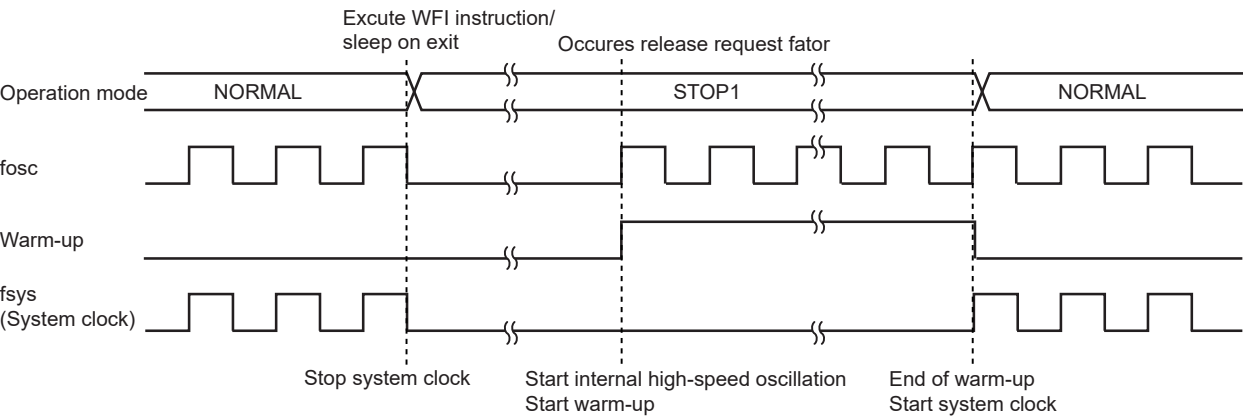 Excute WFI instruction/
sleep on exit
Occures release request fator
Operation mode
NORMAL
STOP1
NORMAL
fosc
Warm-up
fsys
(System clock)
Stop system clock
Start internal high-speed oscillation
Start warm-up
End of warm-up
Start system clock